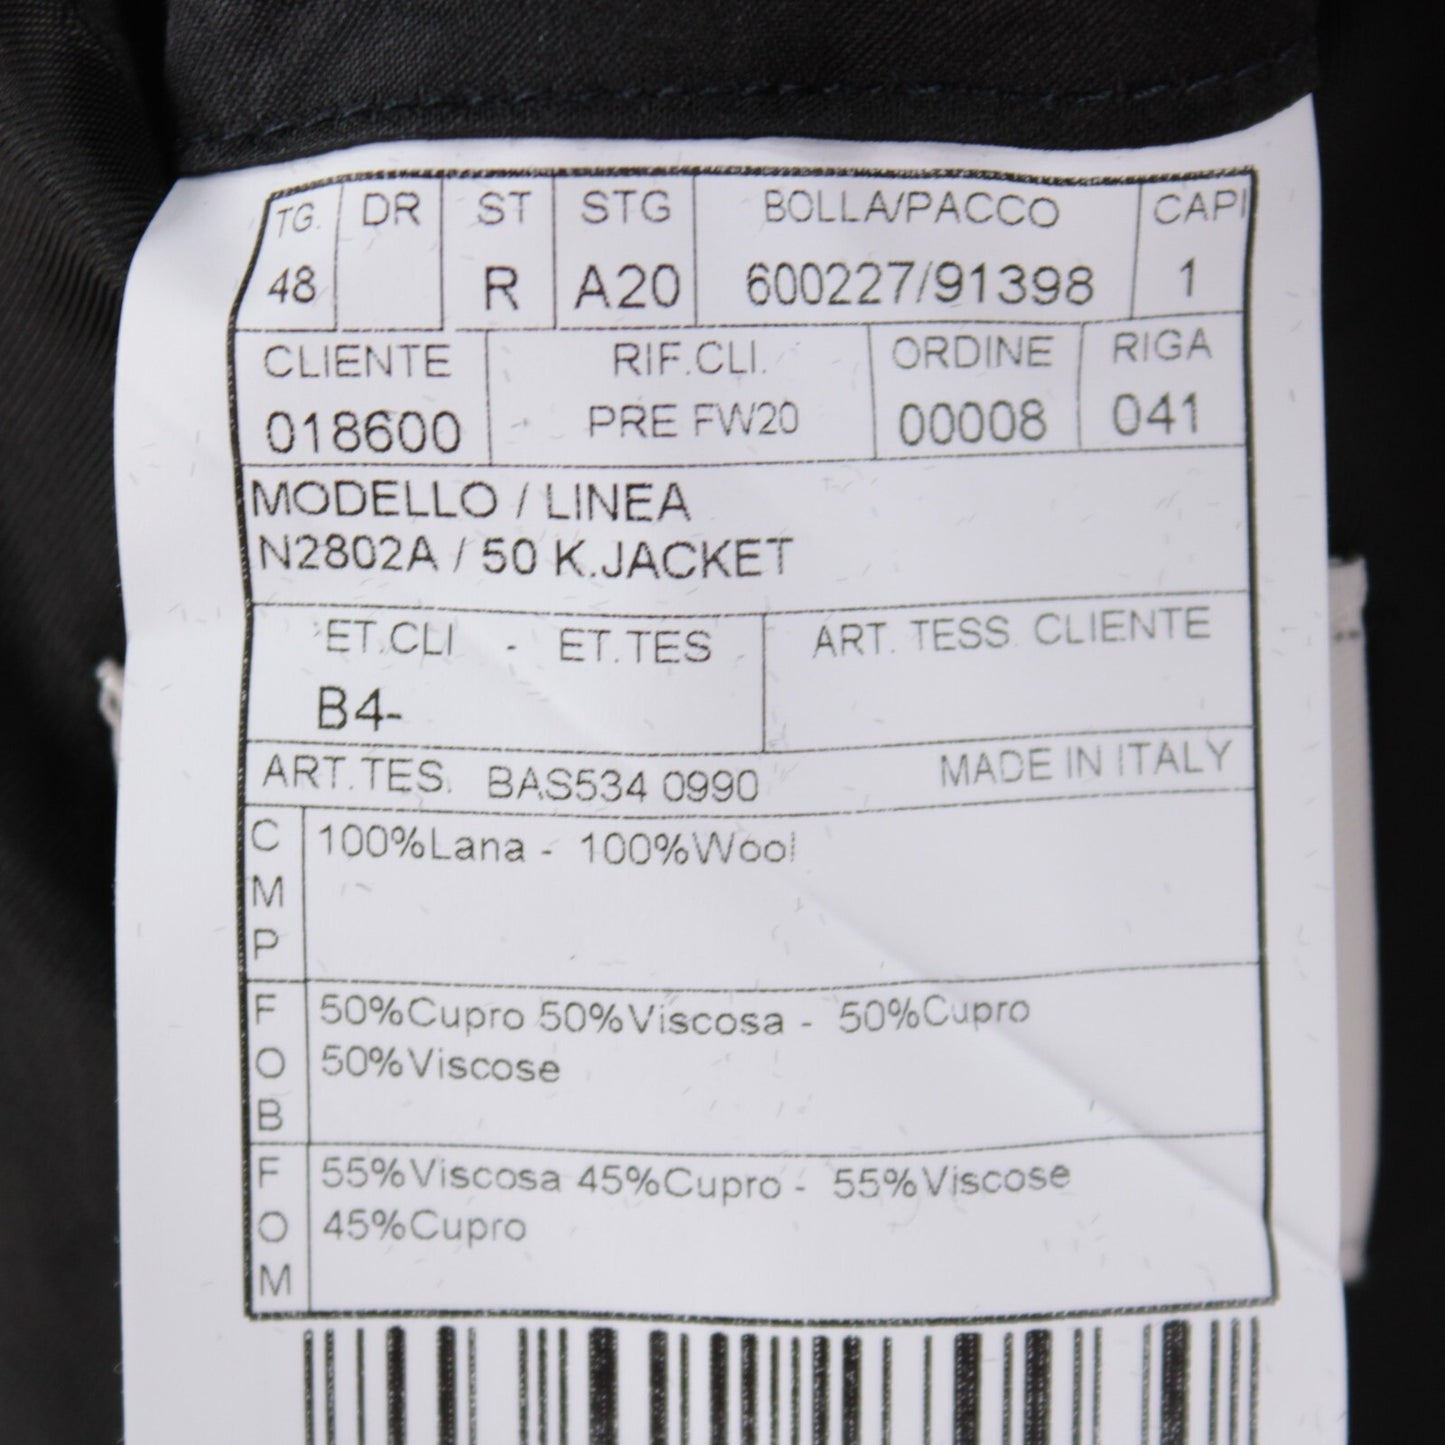 TG. DR ST STG BOLLA/PACCO CAPI
48 R A20 600227/91398 1
CLIENTE RIF.CLI. ORDINE RIGA
018600 PRE FW20 00008 041
MODELLO / LINEA
N2802A / 50 K.JACKET
ET.CLI - ET.TES ART. TESS. CLIENTE
B4-
ART.TES. BAS534 0990 MADE IN ITALY
CMP 100%Lana - 100%Wool
FOB 50%Cupro 50%Viscosa - 50%Cupro
50%Viscose
FOM 55%Viscosa 45%Cupro - 55%Viscose
45%Cupro